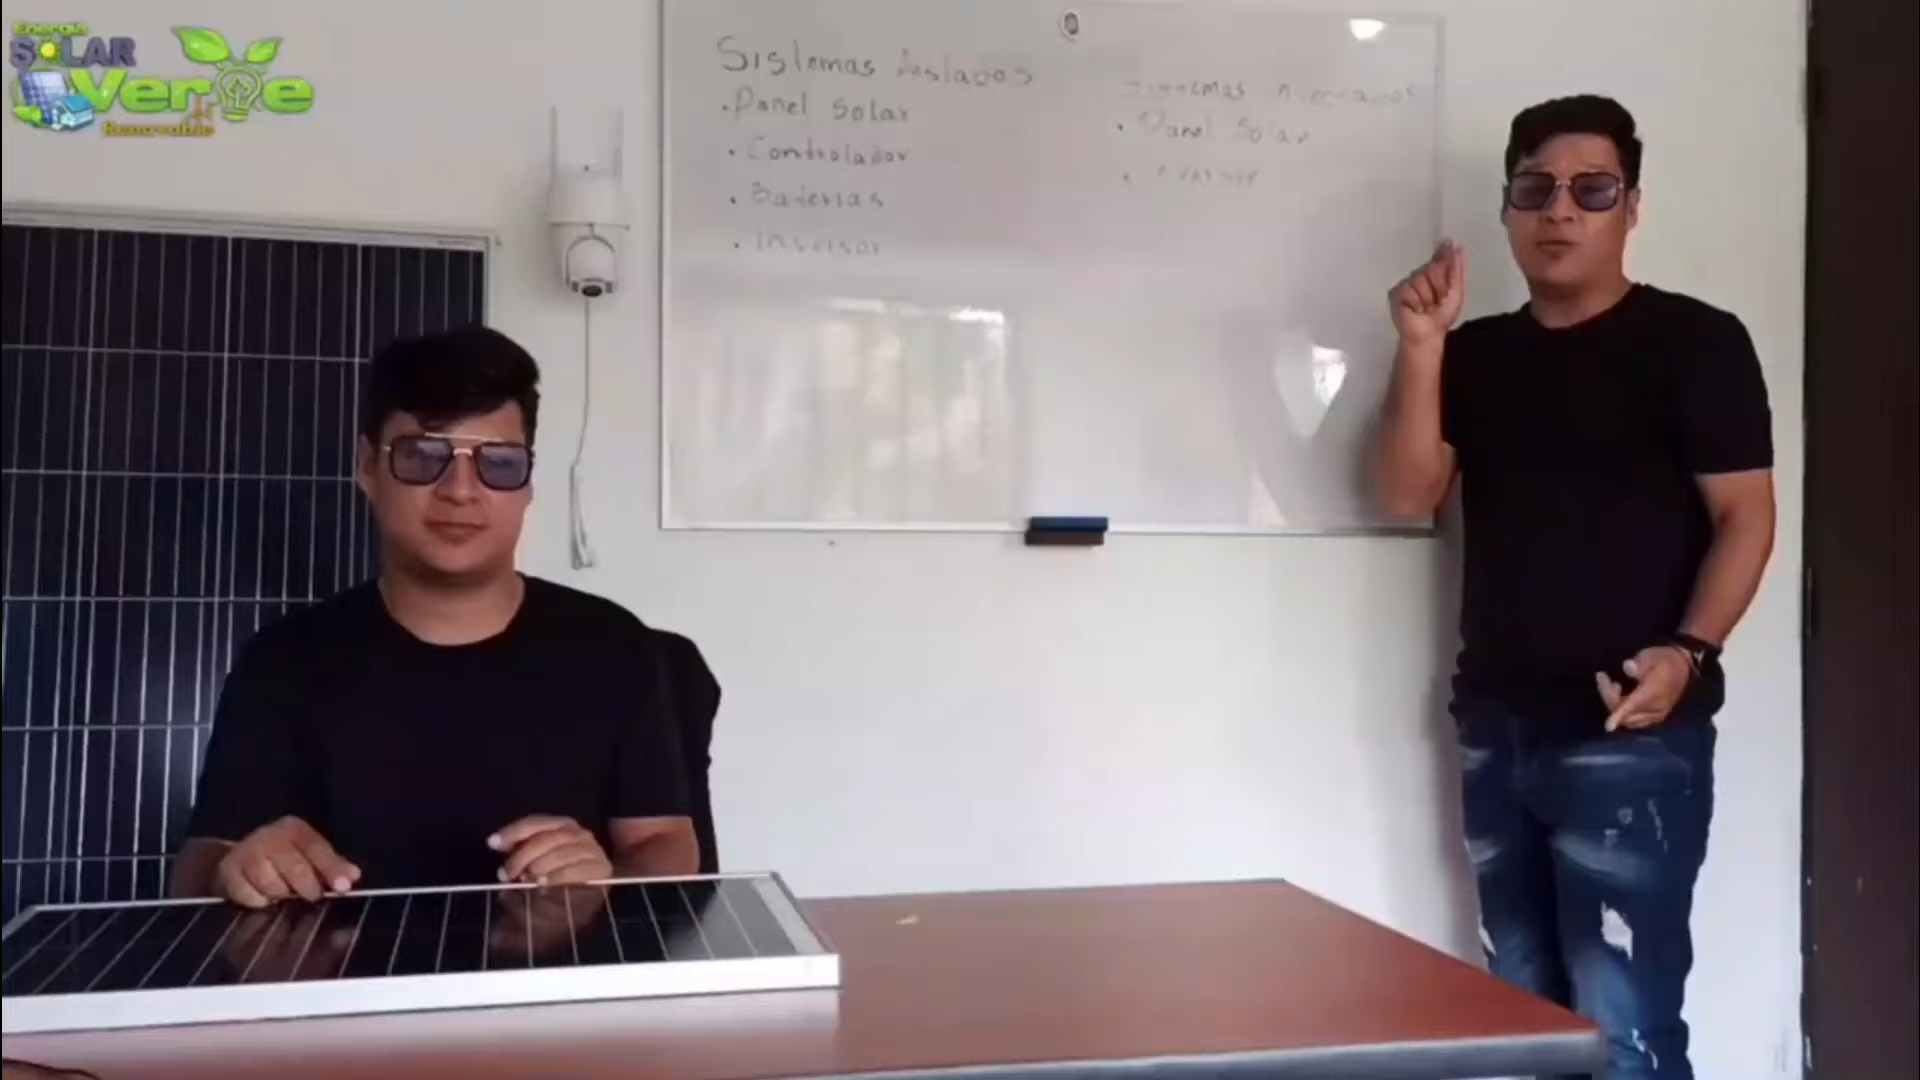 Energía
SOLAR
Verde
Renovable
Sistemas Aislados
• Panel Solar
• Controlador
• Baterias
• Inversor
• Panel Solar